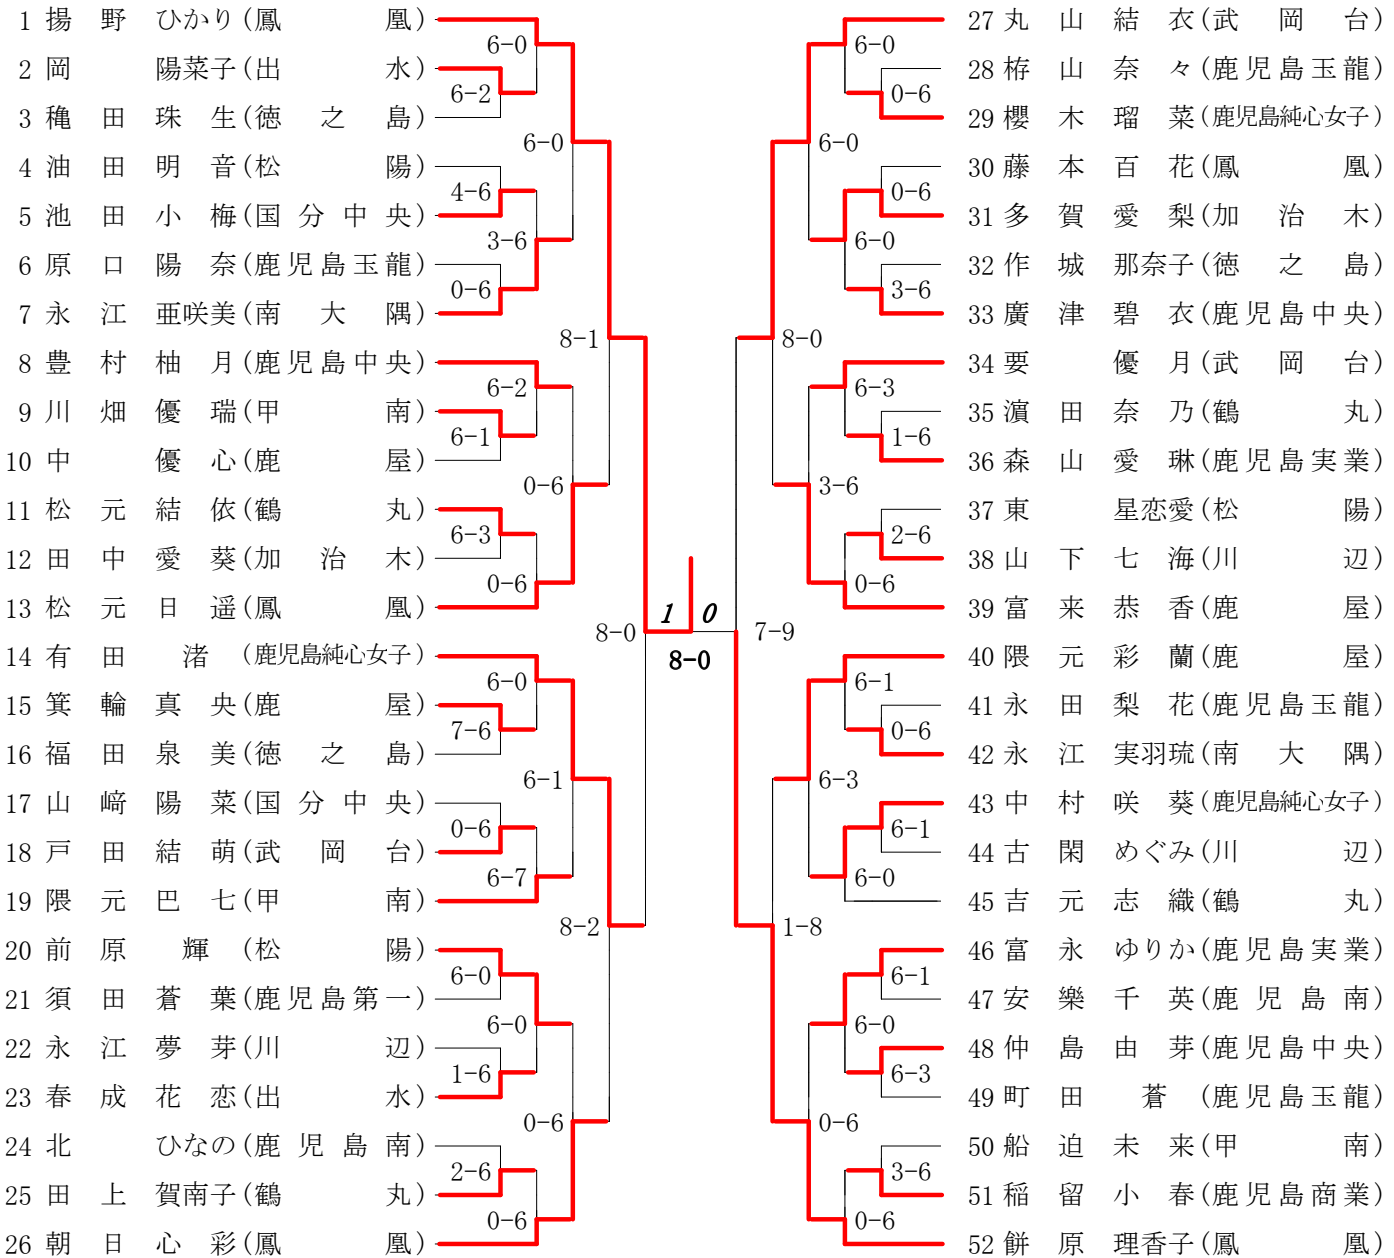 1 揚野 ひかり (鳳凰)
2 岡 陽菜子 (出水)
3 穐田 珠生 (徳之島)
4 油田 明音 (松陽)
5 池田 小梅 (国分中央)
6 原口 陽奈 (鹿児島玉龍)
7 永江 亜咲美 (南大隅)
8 豊村 柚月 (鹿児島中央)
9 川畑 優瑞 (甲南)
10 中 優心 (鹿屋)
11 松元 結依 (鶴丸)
12 田中 愛葵 (加治木)
13 松元 日遥 (鳳凰)
14 有田 渚 (鹿児島純心女子)
15 箕輪 真央 (鹿屋)
16 福田 泉美 (徳之島)
17 山﨑 陽菜 (国分中央)
18 戸田 結萌 (武岡台)
19 隈元 巴七 (甲南)
20 前原 輝 (松陽)
21 須田 蒼葉 (鹿児島第一)
22 永江 夢芽 (川辺)
23 春成 花恋 (出水)
24 北 ひなの (鹿児島南)
25 田上 賀南子 (鶴丸)
26 朝日 心彩 (鳳凰)
6-0
6-2
6-0
4-6
3-6
0-6
8-1
6-2
6-1
0-6
6-3
0-6
8-0
6-0
7-6
6-1
0-6
6-7
8-2
6-0
6-0
1-6
0-6
2-6
0-6
1 0
8-0
6-0
0-6
6-0
0-6
6-0
3-6
8-0
6-3
1-6
3-6
2-6
0-6
7-9
6-1
0-6
6-3
6-1
6-0
1-8
6-1
6-0
6-3
0-6
3-6
0-6
27 丸山 結衣 (武岡台)
28 栫山 奈々 (鹿児島玉龍)
29 櫻木 瑠菜 (鹿児島純心女子)
30 藤本 百花 (鳳凰)
31 多賀 愛梨 (加治木)
32 作城 那奈子 (徳之島)
33 廣津 碧衣 (鹿児島中央)
34 要 優月 (武岡台)
35 濵田 奈乃 (鶴丸)
36 森山 愛琳 (鹿児島実業)
37 東 星恋愛 (松陽)
38 山下 七海 (川辺)
39 富来 恭香 (鹿屋)
40 隈元 彩蘭 (鹿屋)
41 永田 梨花 (鹿児島玉龍)
42 永江 実羽琉 (南大隅)
43 中村 咲葵 (鹿児島純心女子)
44 古閑 めぐみ (川辺)
45 吉元 志織 (鶴丸)
46 富永 ゆりか (鹿児島実業)
47 安樂 千英 (鹿児島南)
48 仲島 由芽 (鹿児島中央)
49 町田 蒼 (鹿児島玉龍)
50 船迫 未来 (甲南)
51 稲留 小春 (鹿児島商業)
52 餅原 理香子 (鳳凰)